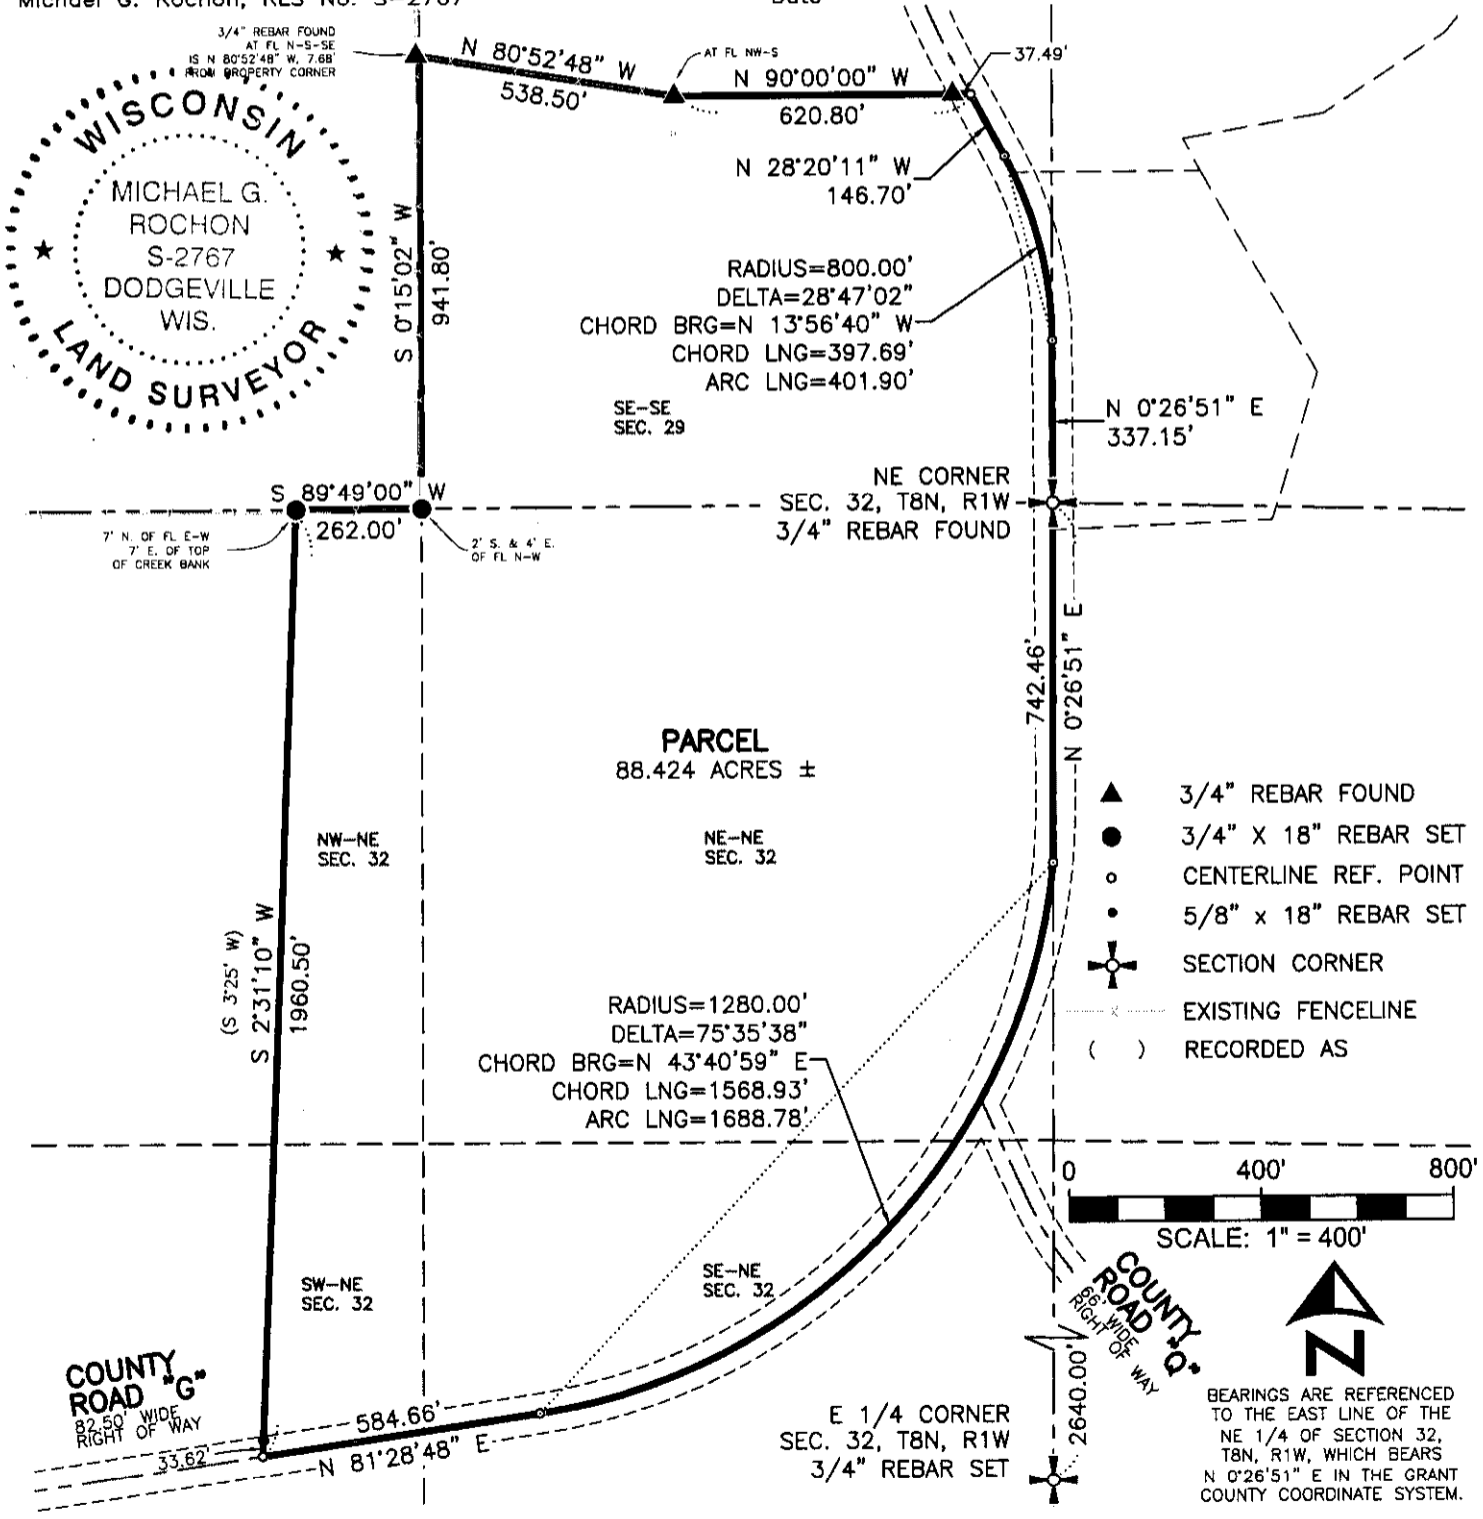 Michael G. Rochon, RLS No. S-2767
Date
3/4" REBAR FOUND
AT FL N-S-SE
IS N 80°52'48" W, 7.68'
FROM PROPERTY CORNER
N 80°52'48" W
538.50'
AT FL NW-S
N 90°00'00" W
620.80'
37.49'
WISCONSIN
MICHAEL G.
ROCHON
S-2767
DODGEVILLE
WIS.
LAND SURVEYOR
S 0°15'02" W
941.80'
N 28°20'11" W
146.70'
RADIUS=800.00'
DELTA=28°47'02"
CHORD BRG=N 13°56'40" W
CHORD LNG=397.69'
ARC LNG=401.90'
SE-SE
SEC. 29
N 0°26'51" E
337.15'
NE CORNER
SEC. 32, T8N, R1W
3/4" REBAR FOUND
S 89°49'00" W
262.00'
7' N. OF FL E-W
7' E. OF TOP
OF CREEK BANK
2' S. & 4' E.
OF FL N-W
742.46'
N 0°26'51" E
PARCEL
88.424 ACRES ±
NW-NE
SEC. 32
NE-NE
SEC. 32
3/4" REBAR FOUND
3/4" X 18" REBAR SET
CENTERLINE REF. POINT
5/8" x 18" REBAR SET
SECTION CORNER
EXISTING FENCELINE
( ) RECORDED AS
(S 3°25' W)
S 2°31'10" W
1960.50'
RADIUS=1280.00'
DELTA=75°35'38"
CHORD BRG=N 43°40'59" E
CHORD LNG=1568.93'
ARC LNG=1688.78'
0 400' 800'
SCALE: 1" = 400'
SW-NE
SEC. 32
SE-NE
SEC. 32
COUNTY
ROAD "Q"
66' WIDE
RIGHT OF WAY
N
COUNTY
ROAD "G"
82.50' WIDE
RIGHT OF WAY
33.62'
584.66'
N 81°28'48" E
E 1/4 CORNER
SEC. 32, T8N, R1W
3/4" REBAR SET
2640.00'
BEARINGS ARE REFERENCED
TO THE EAST LINE OF THE
NE 1/4 OF SECTION 32,
T8N, R1W, WHICH BEARS
N 0°26'51" E IN THE GRANT
COUNTY COORDINATE SYSTEM.